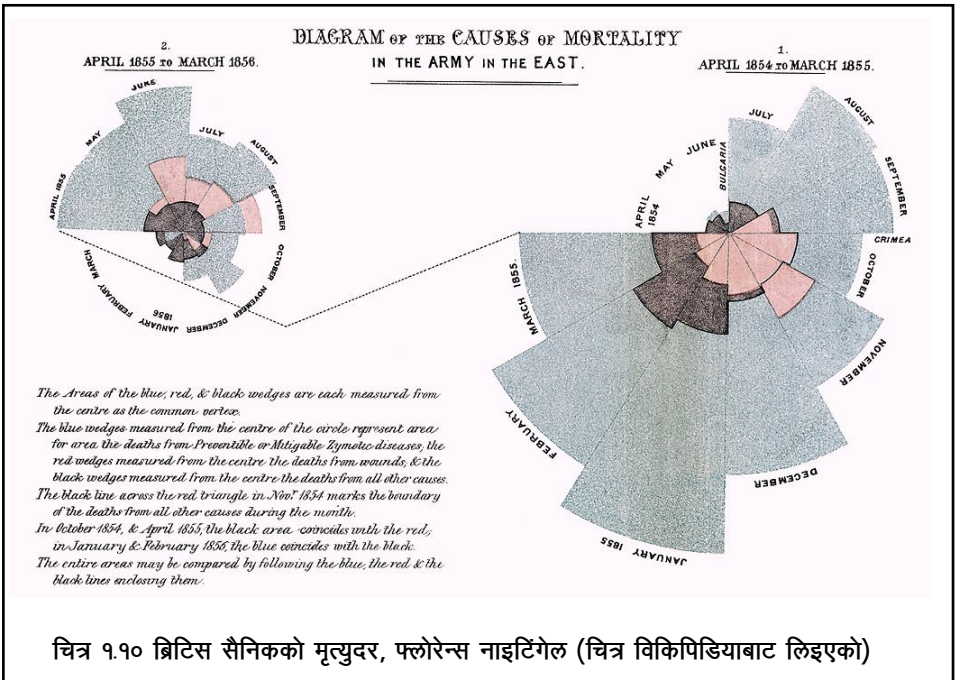 DIAGRAM OF THE CAUSES OF MORTALITY
IN THE ARMY IN THE EAST.
2.
APRIL 1855 TO MARCH 1856.
1.
APRIL 1854 TO MARCH 1855.
APRIL 1855
MAY
JUNE
JULY
AUGUST
SEPTEMBER
OCTOBER
NOVEMBER
DECEMBER
JANUARY 1856
FEBRUARY
MARCH
APRIL 1854
MAY
JUNE
BULGARIA
JULY
AUGUST
SEPTEMBER
CRIMEA
OCTOBER
NOVEMBER
DECEMBER
JANUARY 1855
FEBRUARY
MARCH 1855.
The Areas of the blue, red, & black wedges are each measured from
the centre as the common vertex.
The blue wedges measured from the centre of the circle represent area
for area the deaths from Preventible or Mitigable Zymotic diseases, the
red wedges measured from the centre the deaths from wounds, & the
black wedges measured from the centre the deaths from all other causes.
The black line across the red triangle in Novr. 1854 marks the boundary
of the deaths from all other causes during the month.
In October 1854, & April 1855, the black area coincides with the red;
in January & February 1856, the blue coincides with the black.
The entire areas may be compared by following the blue, the red & the
black lines enclosing them.
चित्र १.१० ब्रिटिस सैनिकको मृत्युदर, फ्लोरेन्स नाइटिंगेल (चित्र विकिपिडियाबाट लिइएको)